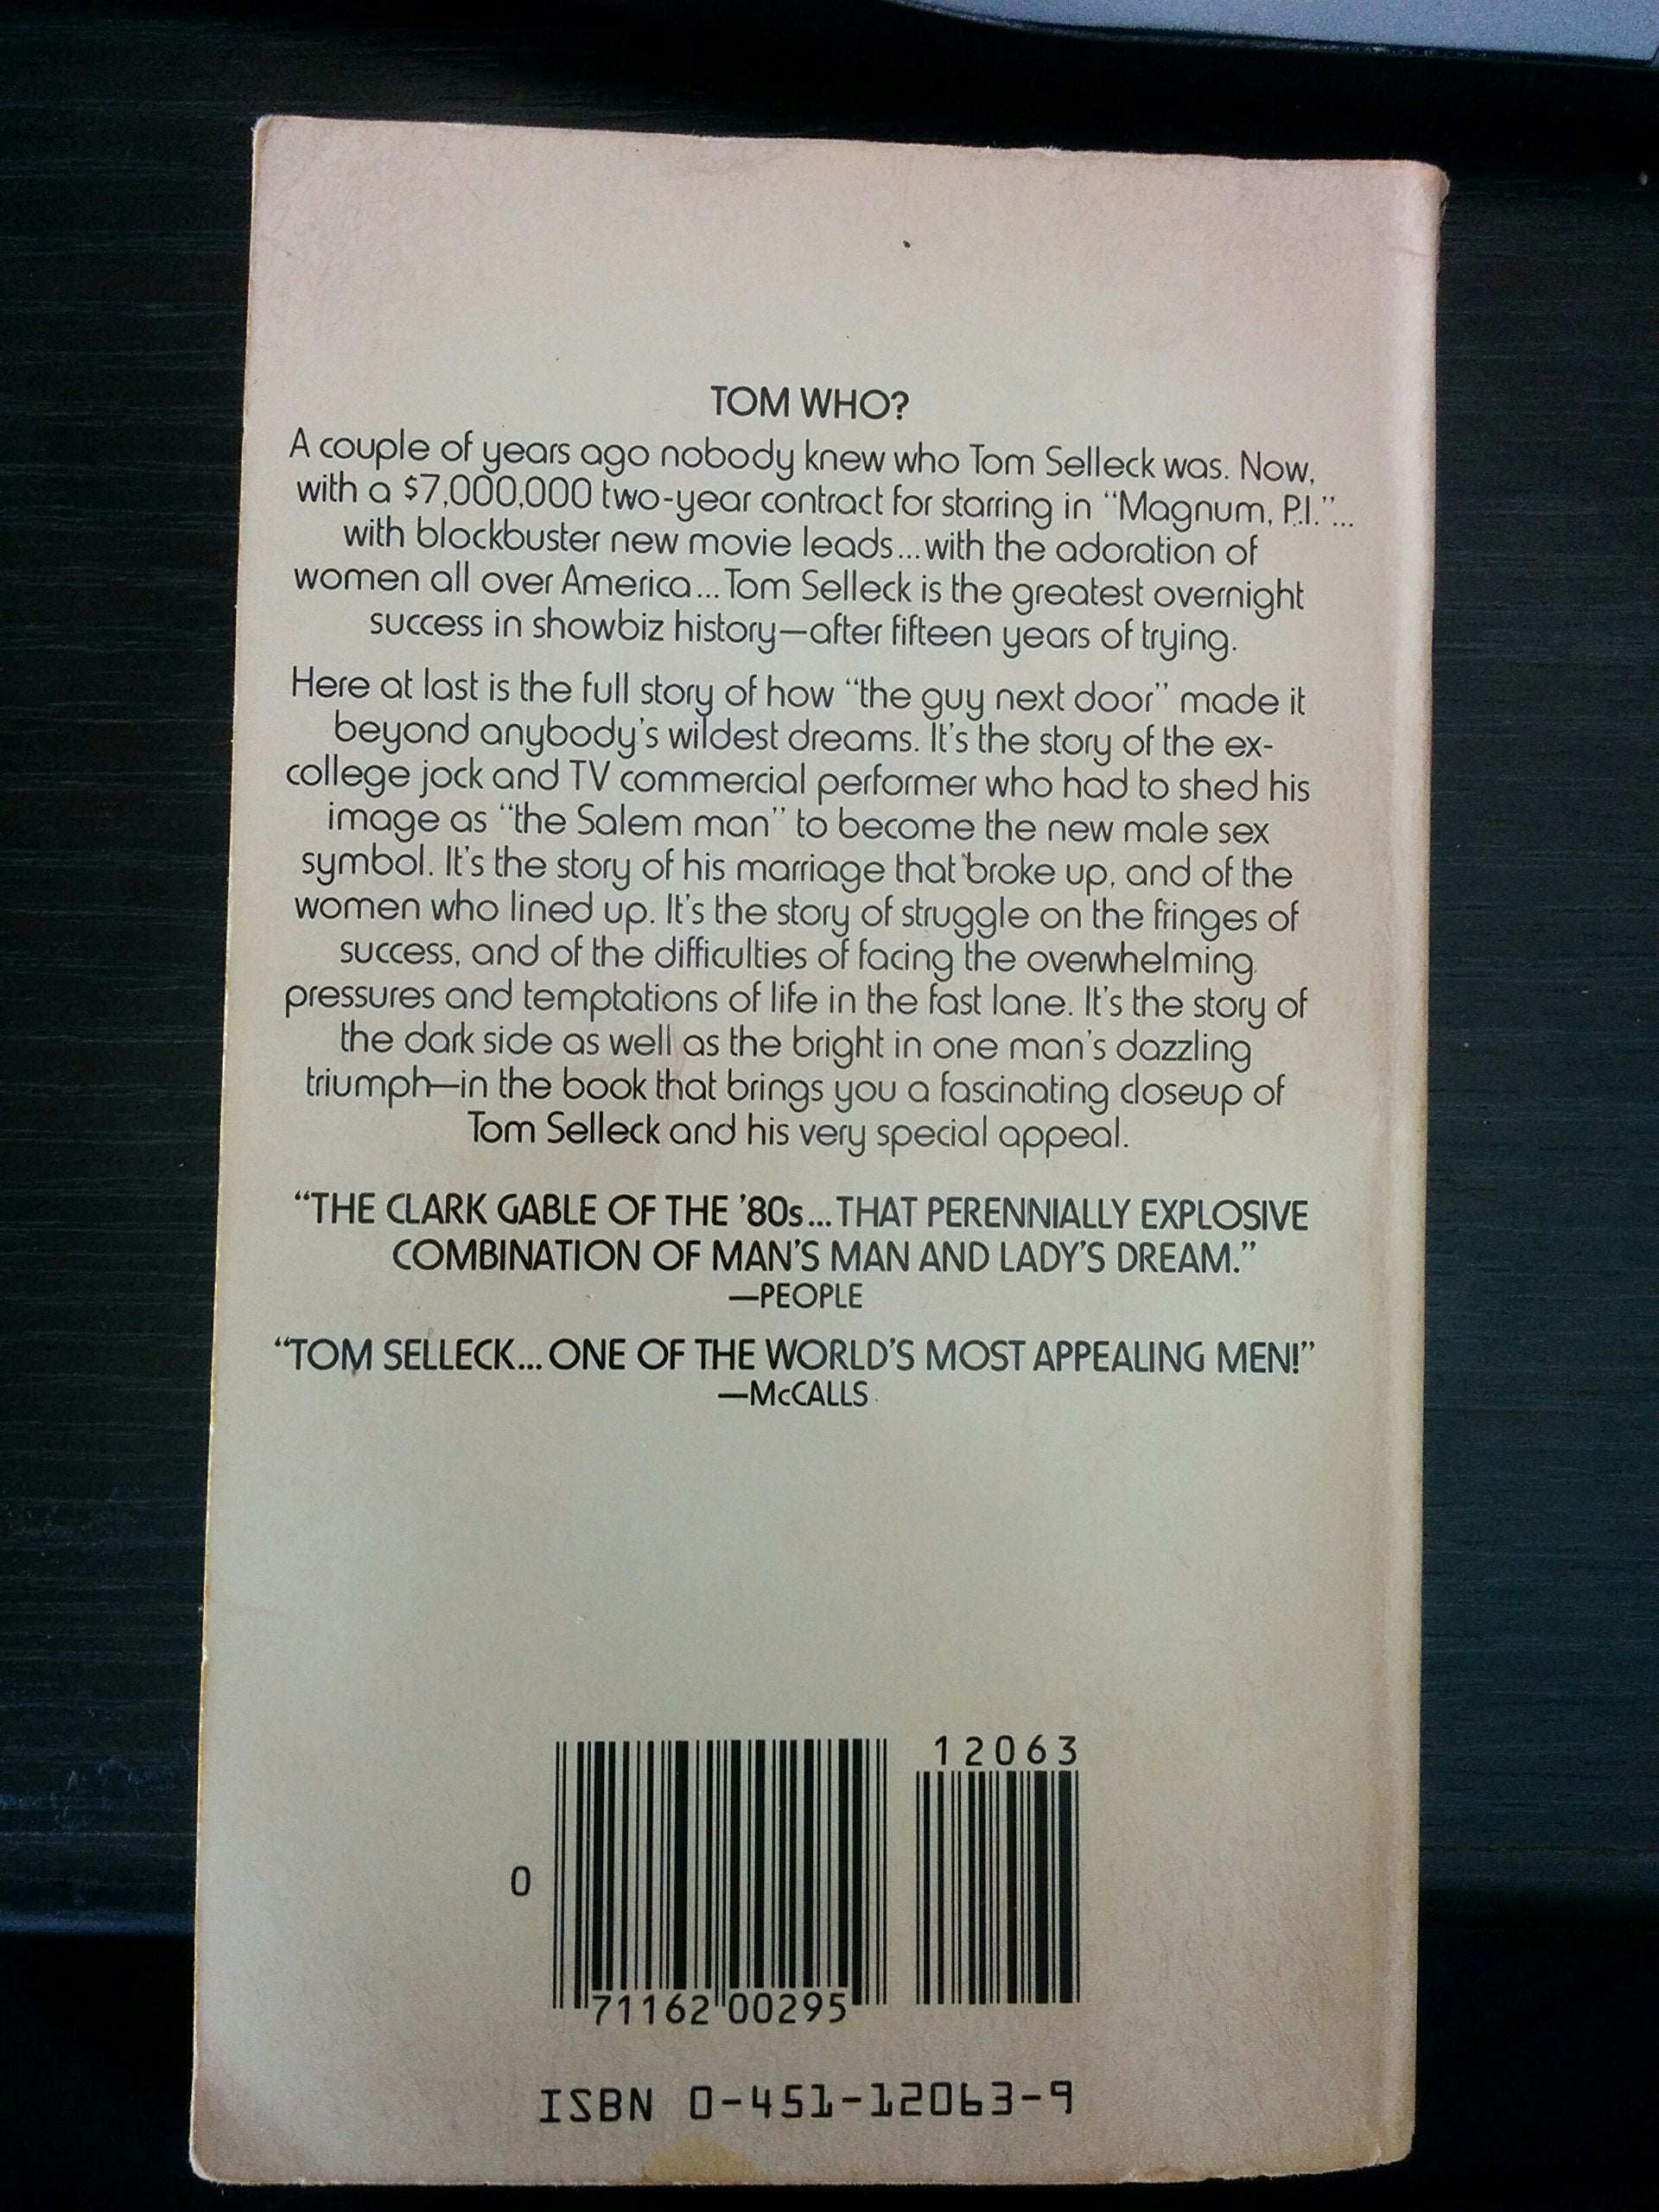 TOM WHO?
A couple of years ago nobody knew who Tom Selleck was. Now,
with a $7,000,000 two-year contract for starring in “Magnum, P.I.”...
with blockbuster new movie leads...with the adoration of
women all over America...Tom Selleck is the greatest overnight
success in showbiz history—after fifteen years of trying.
Here at last is the full story of how “the guy next door” made it
beyond anybody's wildest dreams. It's the story of the ex-
college jock and TV commercial performer who had to shed his
image as “the Salem man” to become the new male sex
symbol. It's the story of his marriage that broke up, and of the
women who lined up. It's the story of struggle on the fringes of
success, and of the difficulties of facing the overwhelming
pressures and temptations of life in the fast lane. It's the story of
the dark side as well as the bright in one man's dazzling
triumph—in the book that brings you a fascinating closeup of
Tom Selleck and his very special appeal.
“THE CLARK GABLE OF THE '80s...THAT PERENNIALLY EXPLOSIVE
COMBINATION OF MAN'S MAN AND LADY'S DREAM.”
—PEOPLE
“TOM SELLECK...ONE OF THE WORLD'S MOST APPEALING MEN!”
—McCALLS
12063
0
71162 00295
ISBN 0-451-12063-9